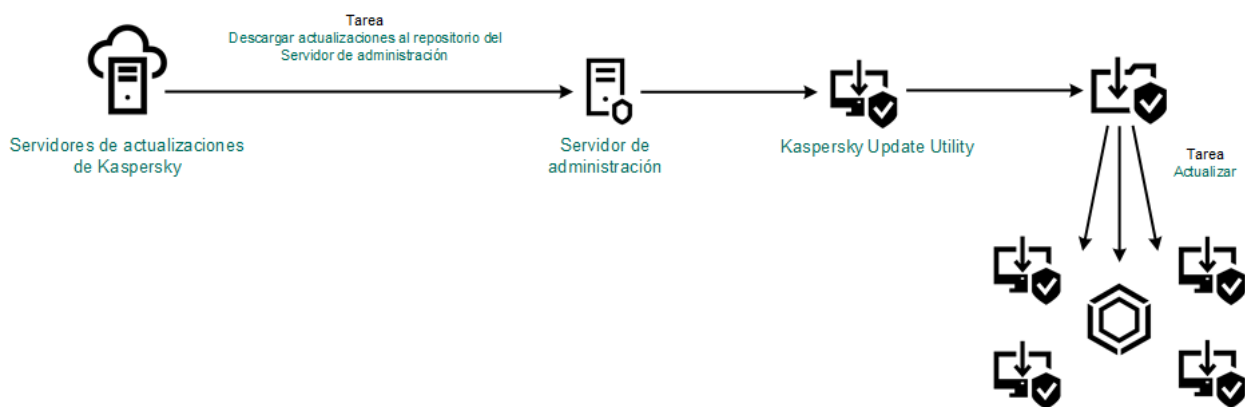 Tarea
Descargar actualizaciones al repositorio del
Servidor de administración
Servidores de actualizaciones
de Kaspersky
Servidor de
administración
Kaspersky Update Utility
Tarea
Actualizar